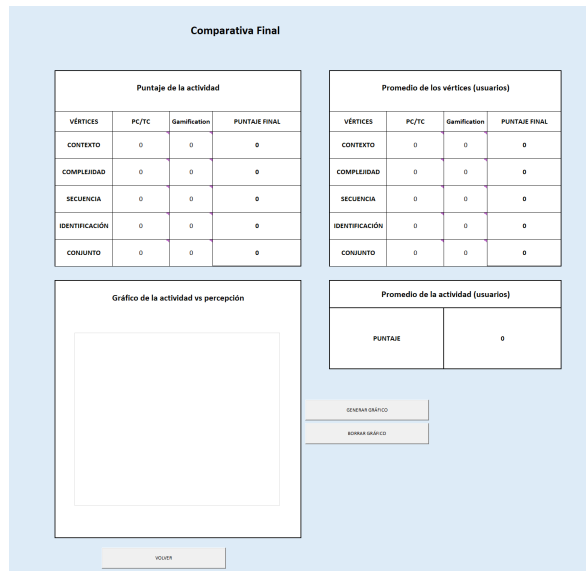 Comparativa Final
Puntaje de la actividad
VÉRTICES PC/TC Gamification PUNTAJE FINAL
CONTEXTO 0 0 0
COMPLEJIDAD 0 0 0
SECUENCIA 0 0 0
IDENTIFICACIÓN 0 0 0
CONJUNTO 0 0 0
Promedio de los vértices (usuarios)
VÉRTICES PC/TC Gamification PUNTAJE FINAL
CONTEXTO 0 0 0
COMPLEJIDAD 0 0 0
SECUENCIA 0 0 0
IDENTIFICACIÓN 0 0 0
CONJUNTO 0 0 0
Gráfico de la actividad vs percepción
Promedio de la actividad (usuarios)
PUNTAJE 0
GENERAR GRÁFICO
BORRAR GRÁFICO
VOLVER